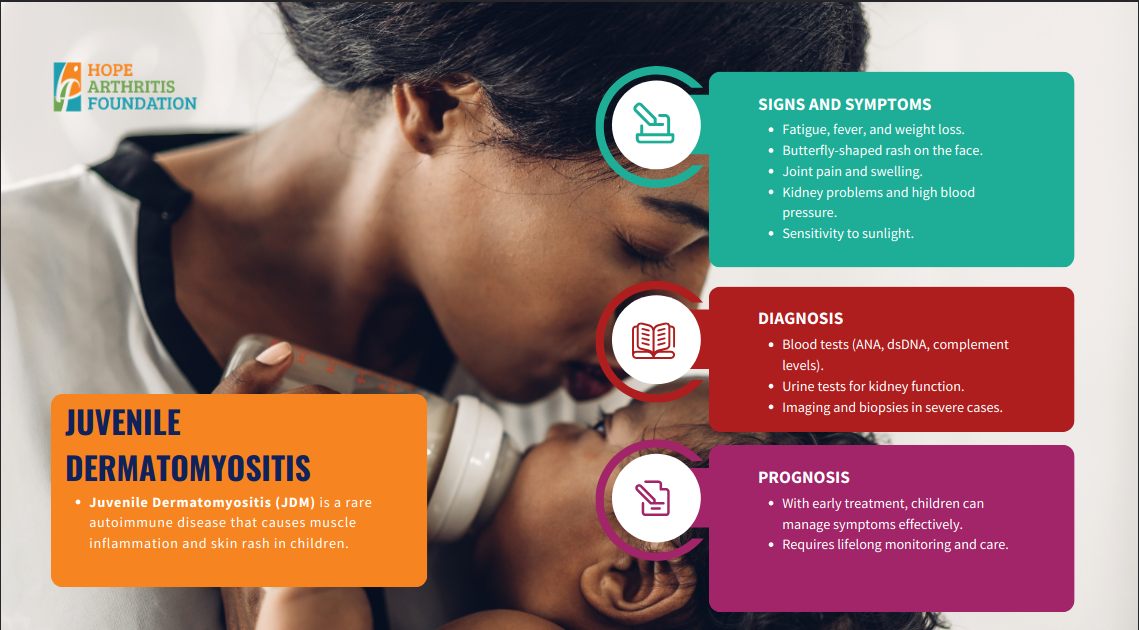 HOPE
ARTHRITIS
FOUNDATION
JUVENILE
DERMATOMYOSITIS
• Juvenile Dermatomyositis (JDM) is a rare
autoimmune disease that causes muscle
inflammation and skin rash in children.
SIGNS AND SYMPTOMS
• Fatigue, fever, and weight loss.
• Butterfly-shaped rash on the face.
• Joint pain and swelling.
• Kidney problems and high blood
pressure.
• Sensitivity to sunlight.
DIAGNOSIS
• Blood tests (ANA, dsDNA, complement
levels).
• Urine tests for kidney function.
• Imaging and biopsies in severe cases.
PROGNOSIS
• With early treatment, children can
manage symptoms effectively.
• Requires lifelong monitoring and care.